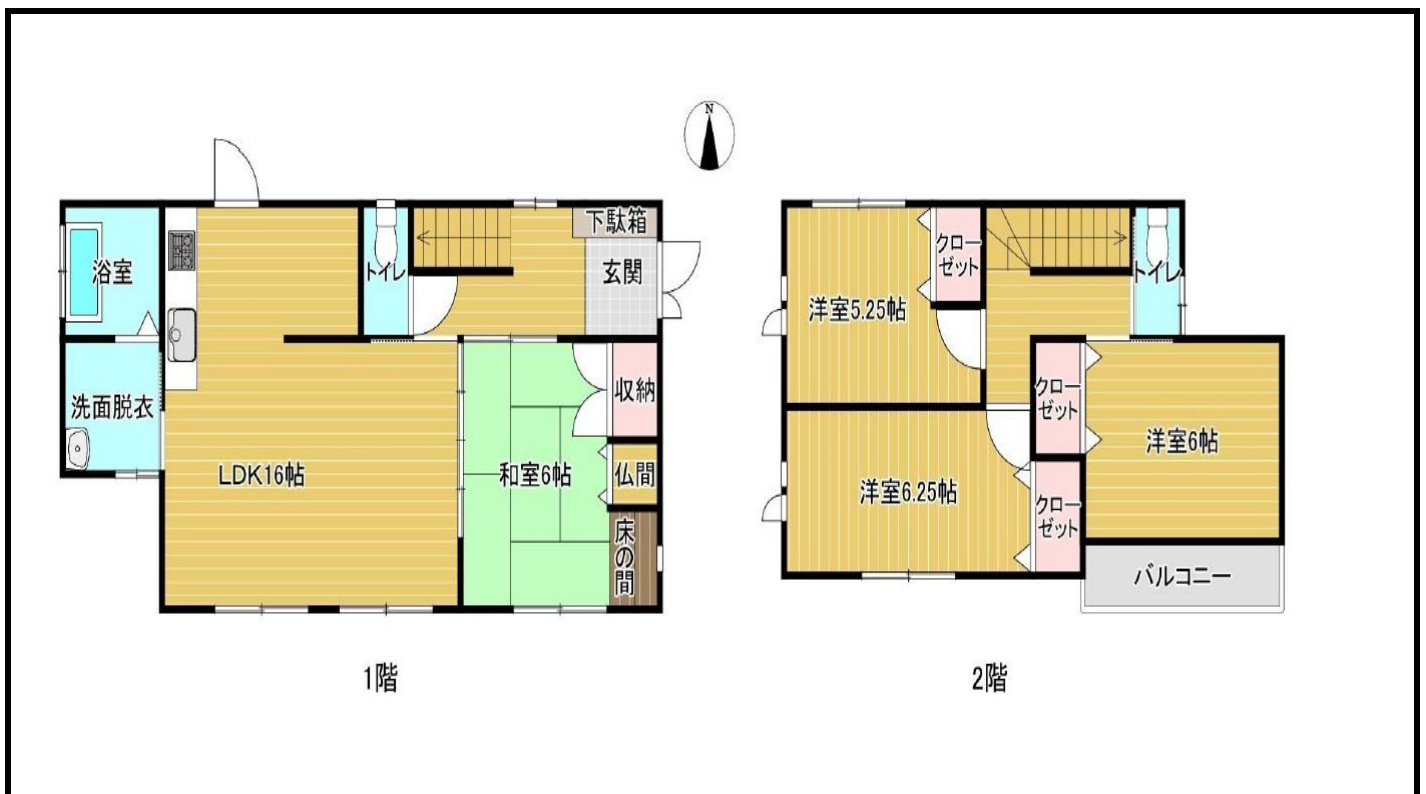 N
下駄箱
浴室
トイレ
玄関
洗面脱衣
収納
LDK16帖
和室6帖
仏間
床の間
1階
クロー
ゼット
トイレ
洋室5.25帖
クロー
ゼット
洋室6帖
洋室6.25帖
クロー
ゼット
バルコニー
2階